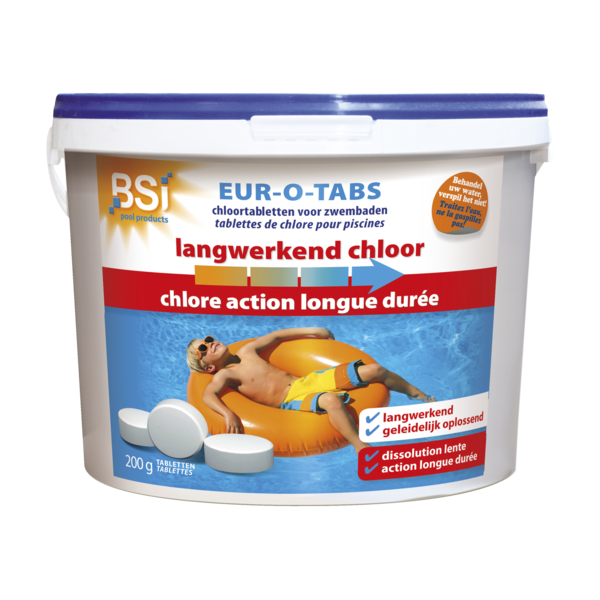 BSi
pool products
EUR-O-TABS
chloortabletten voor zwembaden
tablettes de chlore pour piscines
Behandel
uw water,
verspil het niet!
Traitez l'eau,
ne la gaspillez
pas!
langwerkend chloor
chlore action longue durée
langwerkend
geleidelijk oplossend
dissolution lente
action longue durée
200 g TABLETTEN
TABLETTES